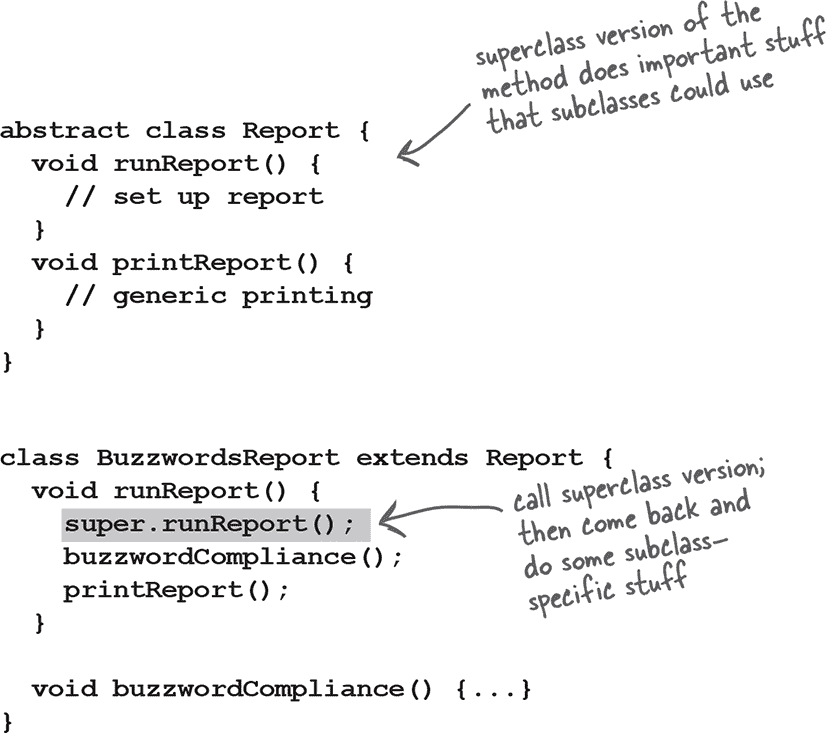 superclass version of the
method does important stuff
that subclasses could use
abstract class Report {
  void runReport() {
    // set up report
  }
  void printReport() {
    // generic printing
  }
}
class BuzzwordsReport extends Report {
  void runReport() {
    super.runReport();
    buzzwordCompliance();
    printReport();
  }
call superclass version;
then come back and
do some subclass–
specific stuff
  void buzzwordCompliance() {...}
}